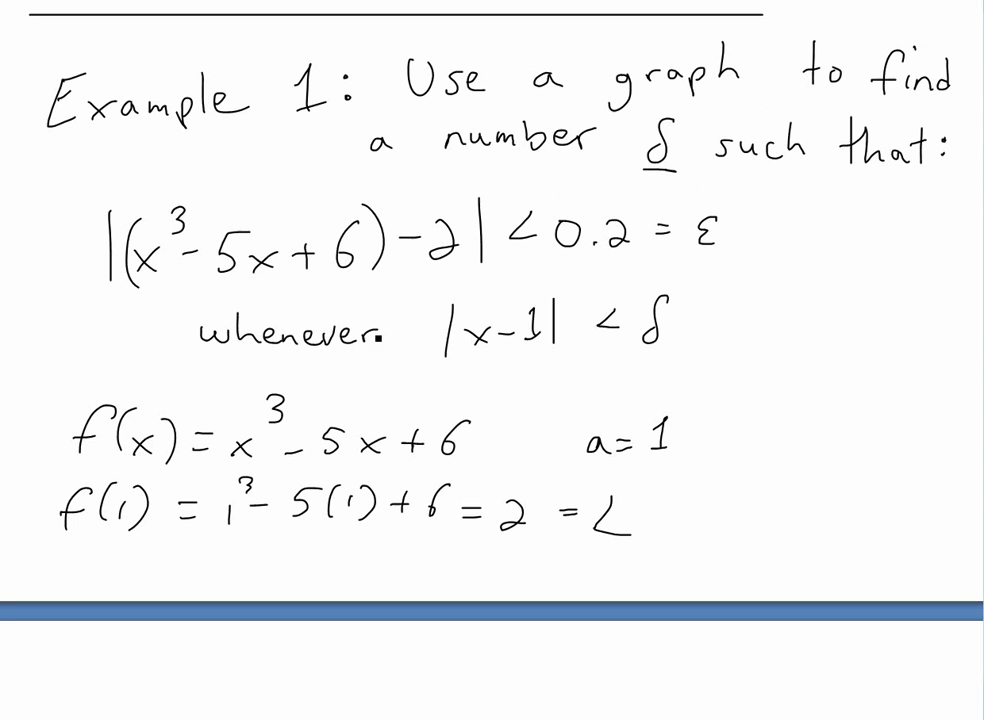 Example 1: Use a graph to find
a number δ such that:
|(x³-5x+6)-2| < 0.2 = ε
whenever. |x-1| < δ
f(x) = x³ - 5x + 6 a = 1
f(1) = 1³ - 5(1) + 6 = 2 = L